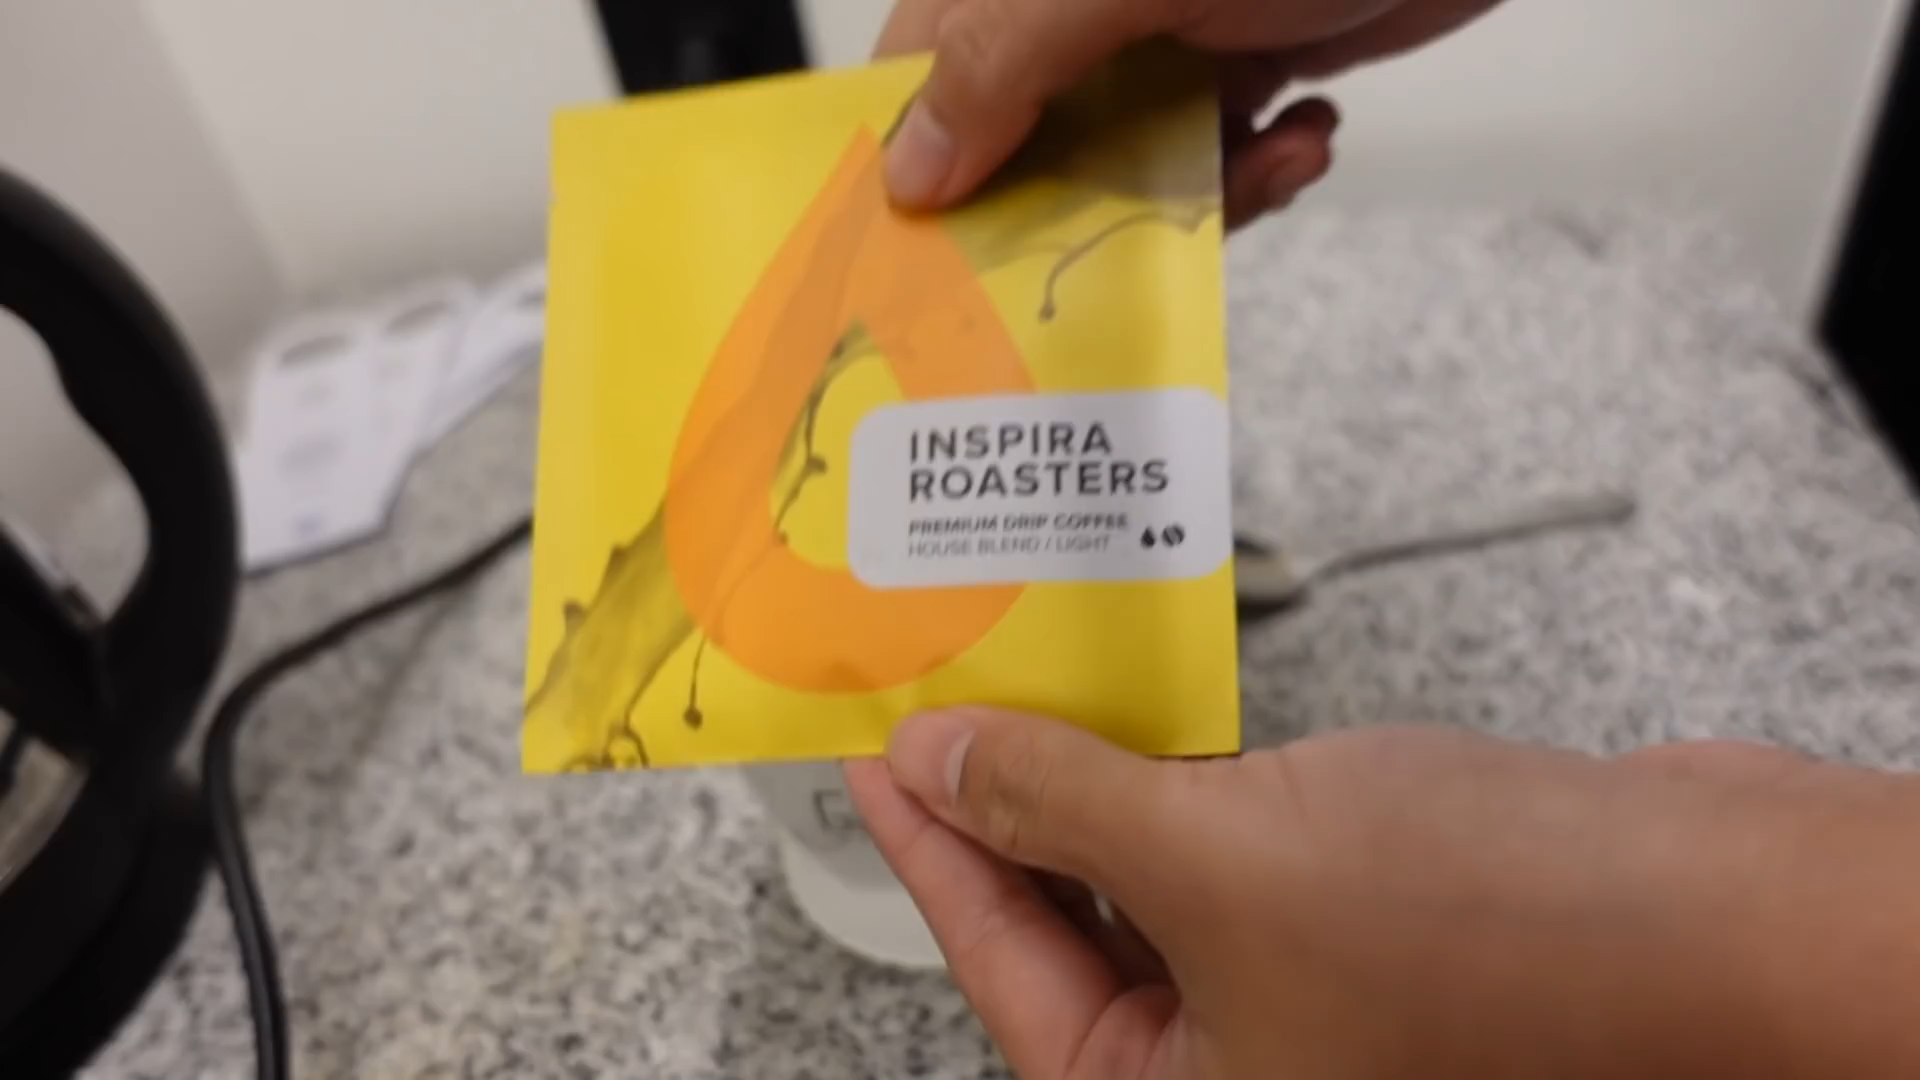 INSPIRA
ROASTERS
PREMIUM DRIP COFFEE
HOUSE BLEND / LIGHT